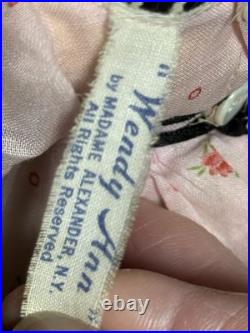 "Wendy Ann"
by MADAME ALEXANDER, N.Y.
All Rights Reserved